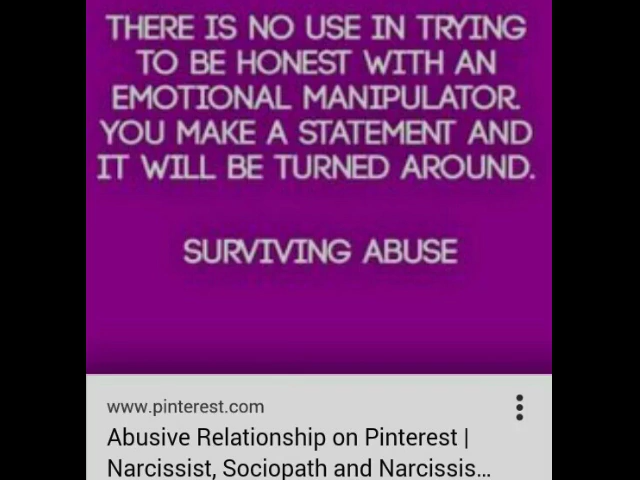 THERE IS NO USE IN TRYING
TO BE HONEST WITH AN
EMOTIONAL MANIPULATOR.
YOU MAKE A STATEMENT AND
IT WILL BE TURNED AROUND.
SURVIVING ABUSE
www.pinterest.com
Abusive Relationship on Pinterest |
Narcissist, Sociopath and Narcissis...